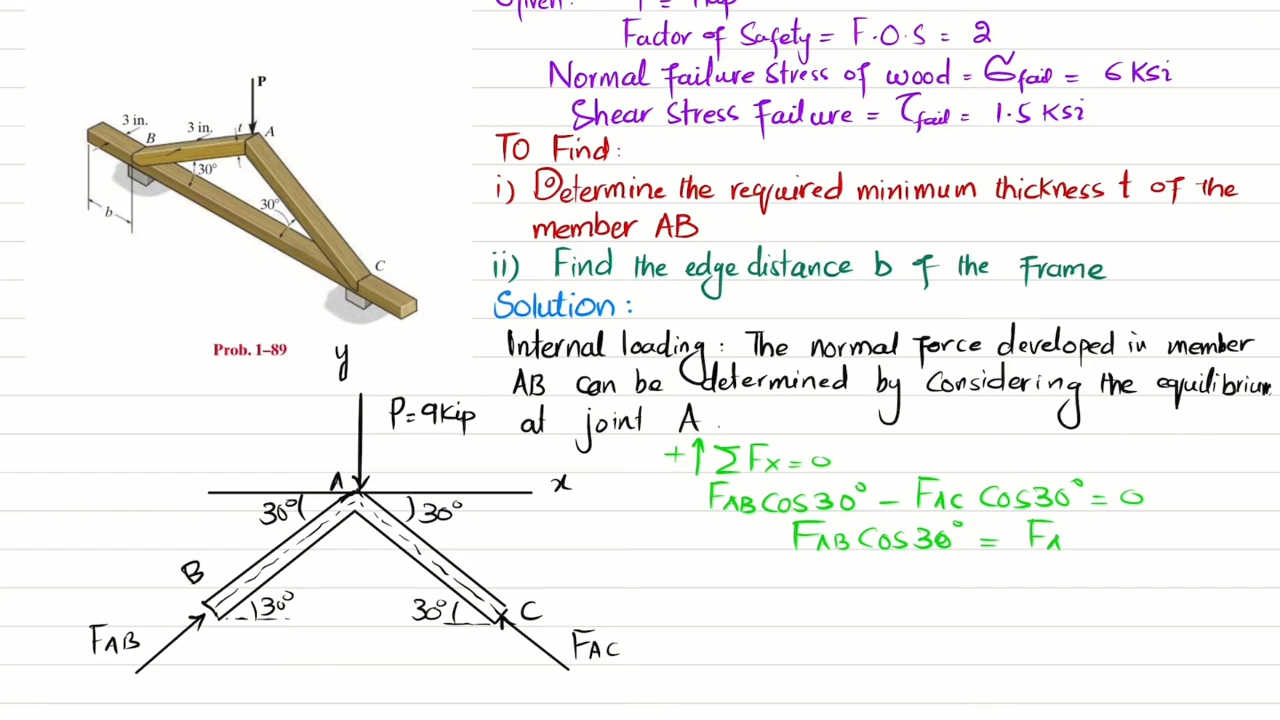 Factor of Safety = F.O.S = 2
Normal failure stress of wood = σfail = 6 Ksi
Shear stress Failure = τfail = 1.5 Ksi
TO Find:
i) Determine the required minimum thickness t of the
member AB
ii) Find the edge distance b of the Frame
Solution:
Internal loading: The normal force developed in member
AB can be determined by considering the equilibrium
at joint A.
+↑ ΣFx = 0
FAB cos30° - FAC cos30° = 0
FAB cos30° = FA
P
3 in.
3 in.
t
A
B
30°
30°
b
C
Prob. 1–89
y
P=9Kip
A
x
30°
30°
B
30°
30°
C
FAB
FAC